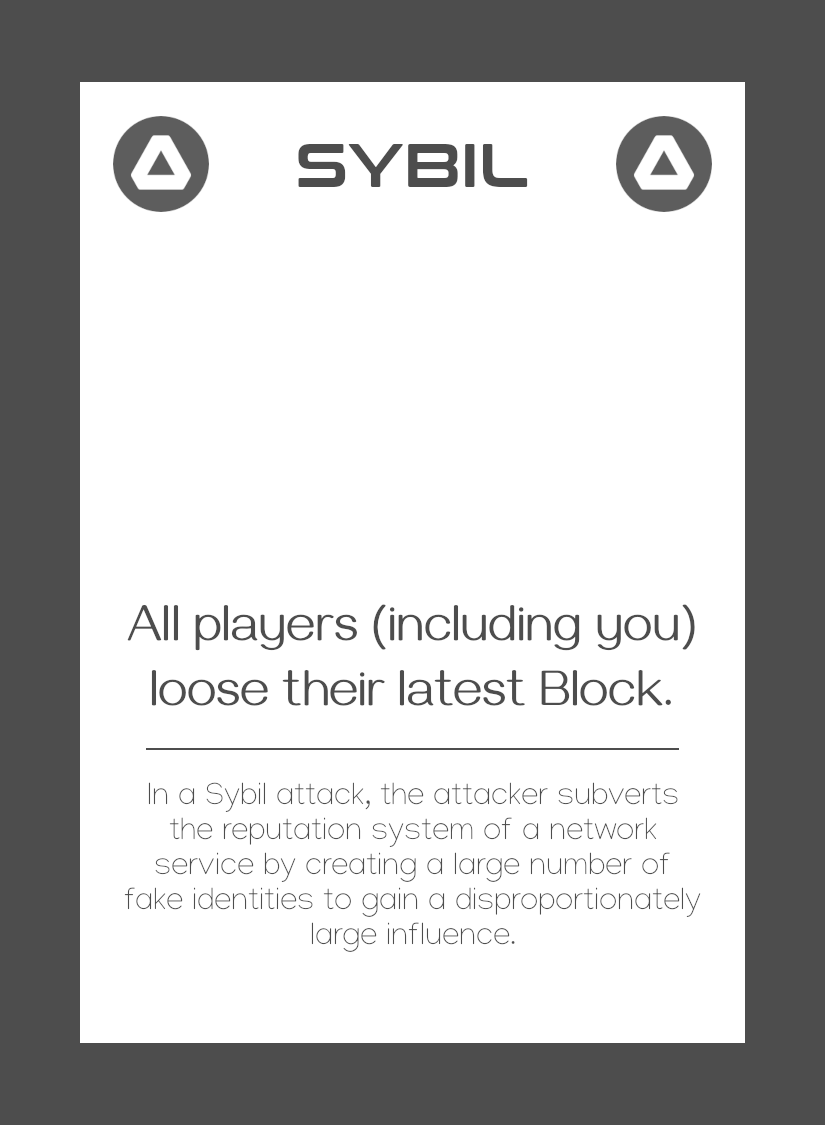 SYBIL
All players (including you)
loose their latest Block.
In a Sybil attack, the attacker subverts
the reputation system of a network
service by creating a large number of
fake identities to gain a disproportionately
large influence.